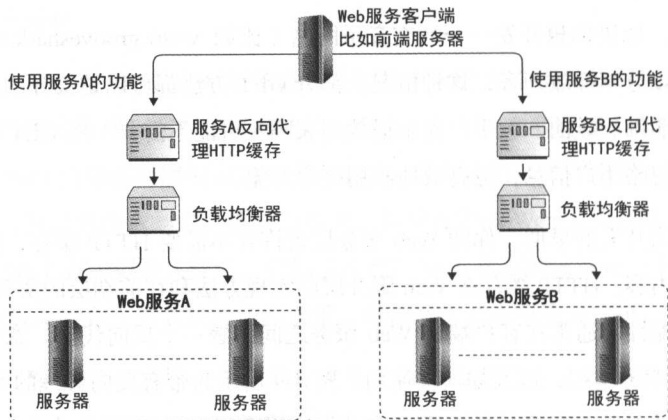 Web服务客户端
比如前端服务器
使用服务A的功能
使用服务B的功能
服务A反向代
理HTTP缓存
服务B反向代
理HTTP缓存
负载均衡器
负载均衡器
Web服务A
Web服务B
服务器
服务器
服务器
服务器